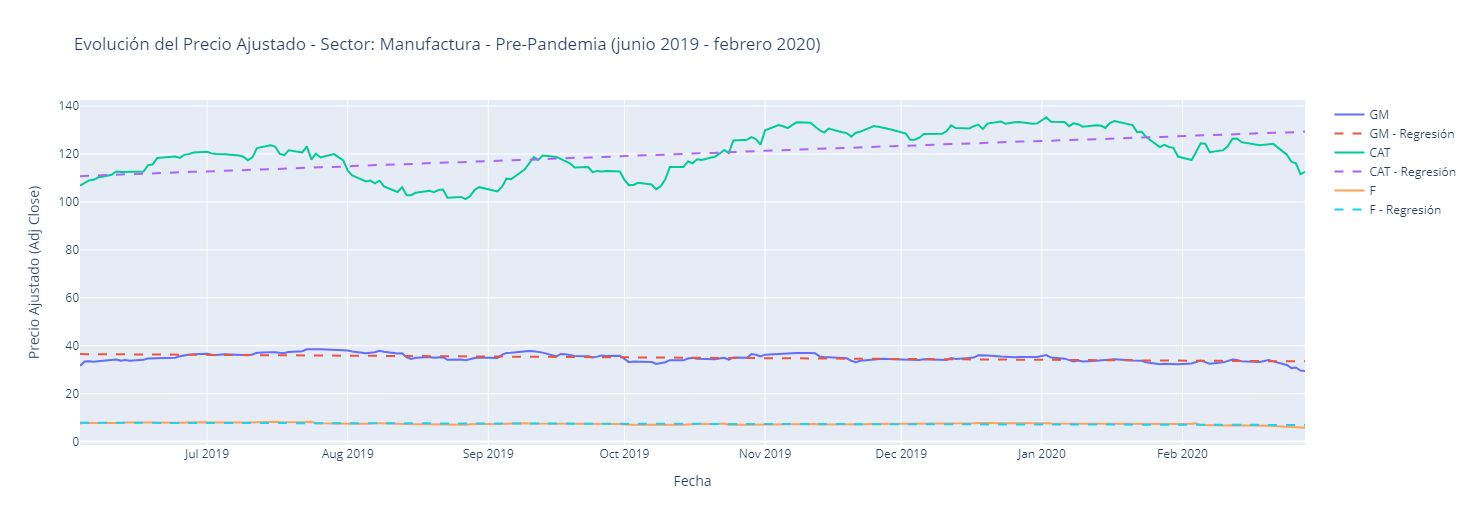 Evolución del Precio Ajustado - Sector: Manufactura - Pre-Pandemia (junio 2019 - febrero 2020)
Precio Ajustado (Adj Close)
140
120
100
80
60
40
20
0
Jul 2019
Aug 2019
Sep 2019
Oct 2019
Nov 2019
Dec 2019
Jan 2020
Feb 2020
Fecha
GM
GM - Regresión
CAT
CAT - Regresión
F
F - Regresión